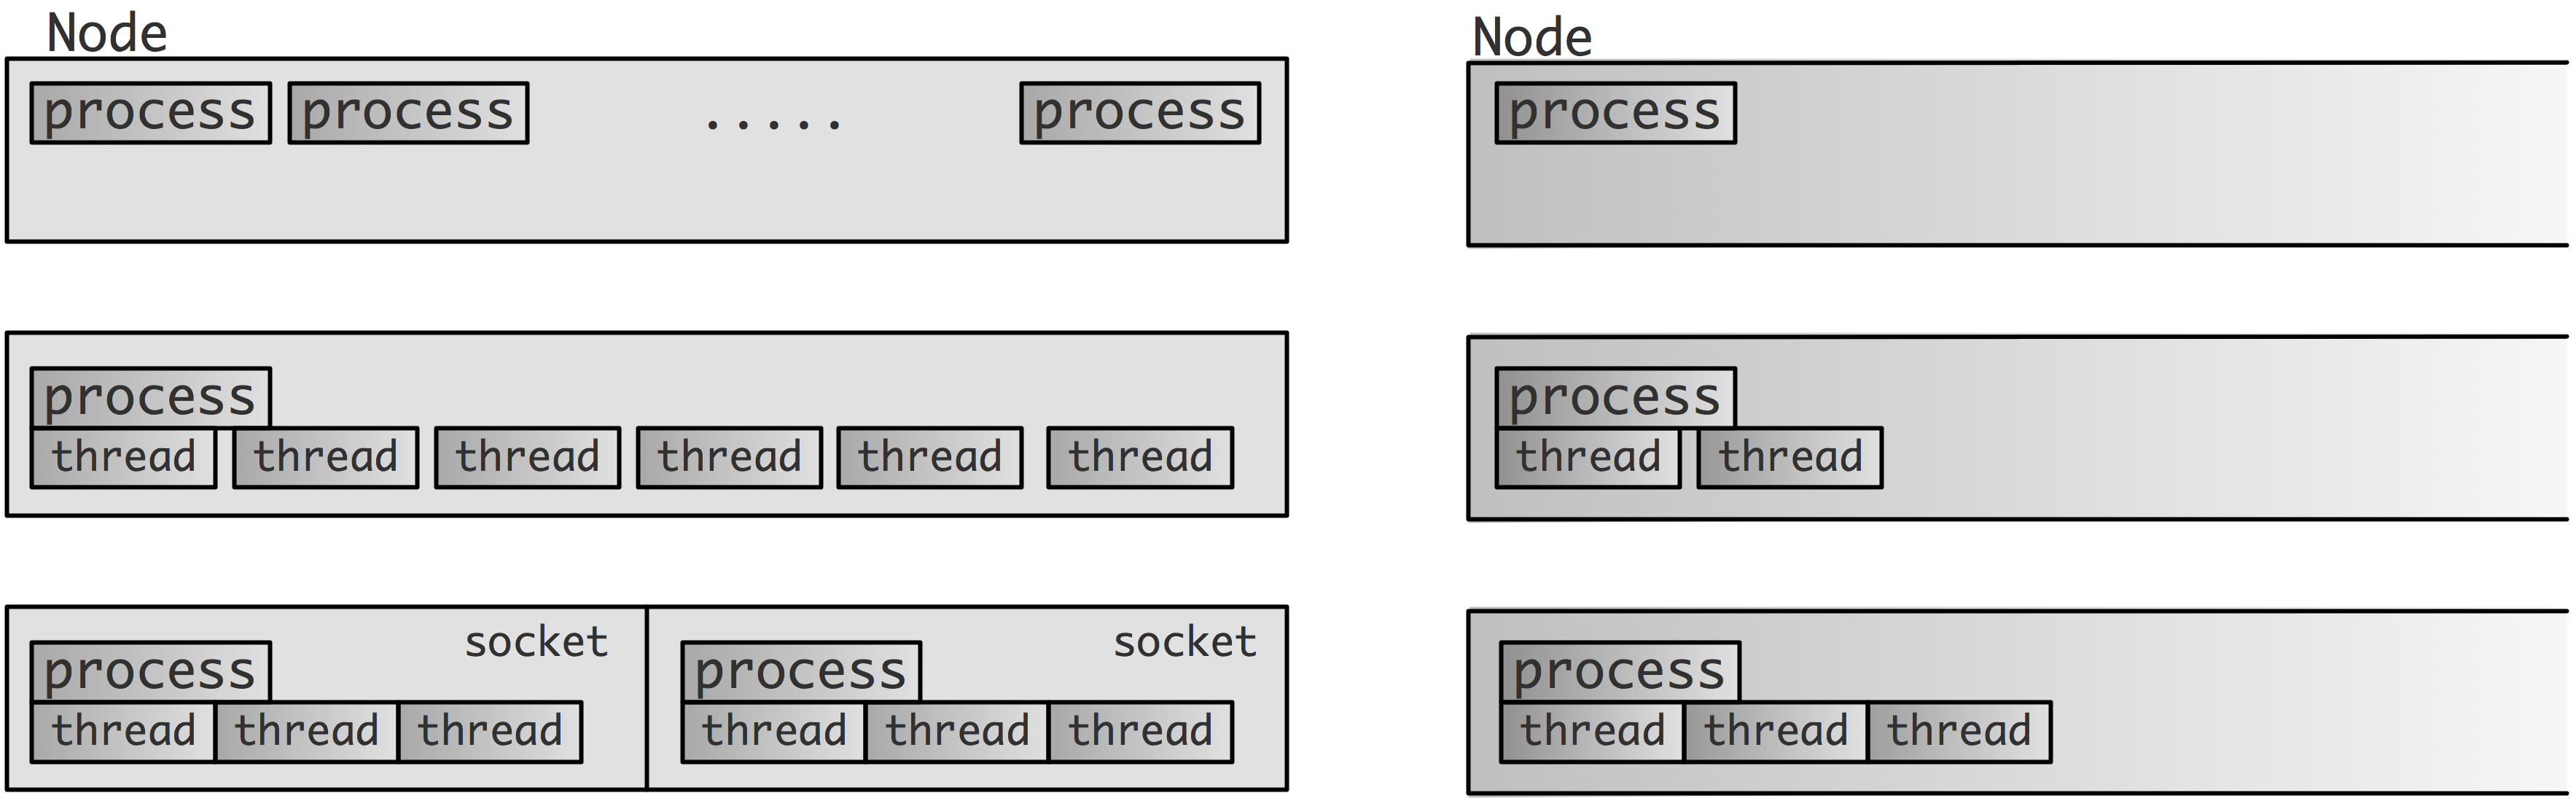 Node
Node
process process ..... process
process
process
process
thread thread thread thread thread thread
thread thread
socket
socket
process
process
process
thread thread thread
thread thread thread
thread thread thread